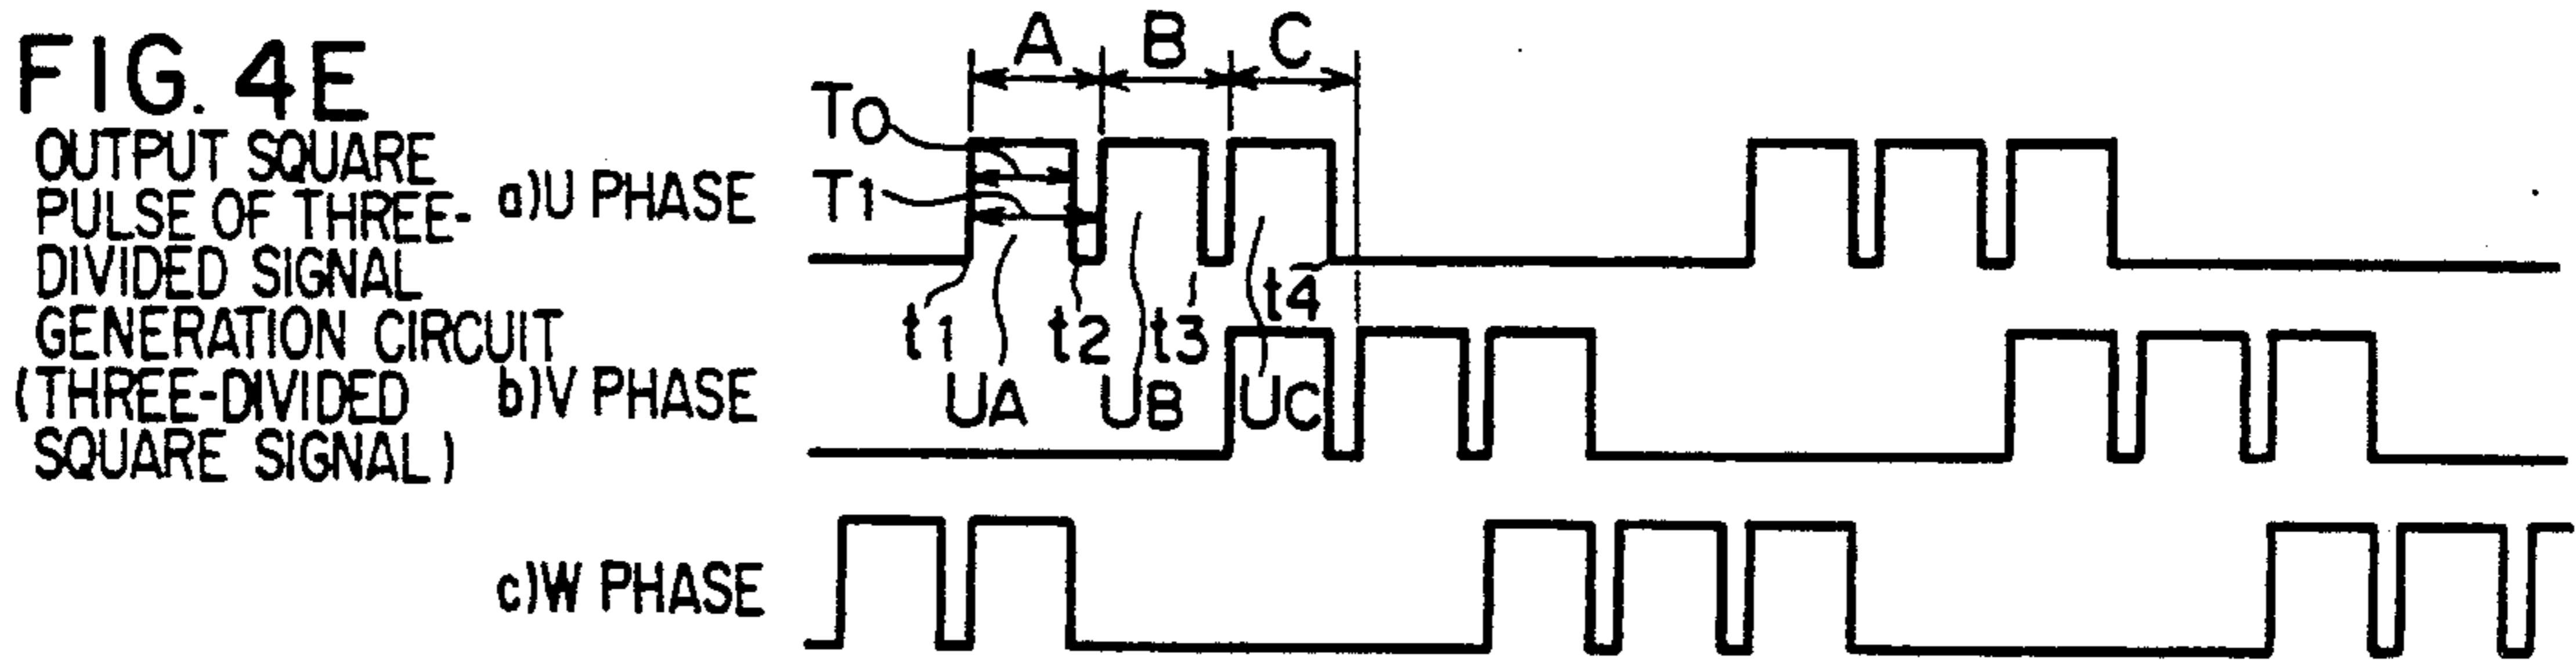 FIG. 4E
OUTPUT SQUARE
PULSE OF THREE-
DIVIDED SIGNAL
GENERATION CIRCUIT
(THREE-DIVIDED
SQUARE SIGNAL)
A B C
T0
T1
a)U PHASE
t1 t2 t3 t4
UA UB UC
b)V PHASE
c)W PHASE